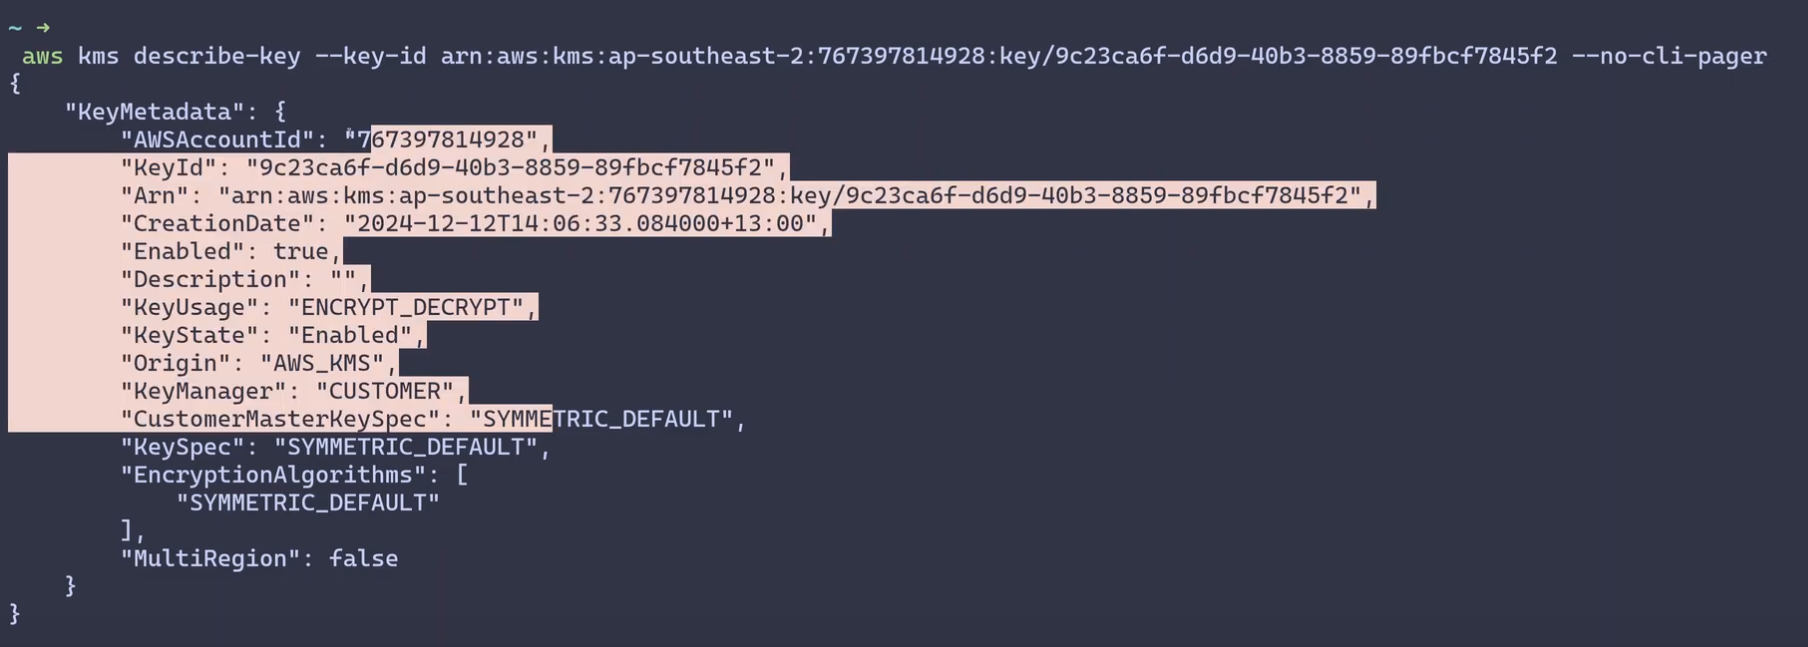 ~ →
aws kms describe-key --key-id arn:aws:kms:ap-southeast-2:767397814928:key/9c23ca6f-d6d9-40b3-8859-89fbcf7845f2 --no-cli-pager
{
    "KeyMetadata": {
        "AWSAccountId": "767397814928",
        "KeyId": "9c23ca6f-d6d9-40b3-8859-89fbcf7845f2",
        "Arn": "arn:aws:kms:ap-southeast-2:767397814928:key/9c23ca6f-d6d9-40b3-8859-89fbcf7845f2",
        "CreationDate": "2024-12-12T14:06:33.084000+13:00",
        "Enabled": true,
        "Description": "",
        "KeyUsage": "ENCRYPT_DECRYPT",
        "KeyState": "Enabled",
        "Origin": "AWS_KMS",
        "KeyManager": "CUSTOMER",
        "CustomerMasterKeySpec": "SYMMETRIC_DEFAULT",
        "KeySpec": "SYMMETRIC_DEFAULT",
        "EncryptionAlgorithms": [
            "SYMMETRIC_DEFAULT"
        ],
        "MultiRegion": false
    }
}